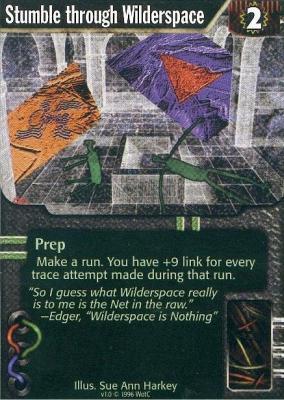 Stumble through Wilderspace
2
Prep
Make a run. You have +9 link for every
trace attempt made during that run.
"So I guess what Wilderspace really
is to me is the Net in the raw."
–Edger, "Wilderspace is Nothing"
Illus. Sue Ann Harkey
v1.0 © 1996 WotC